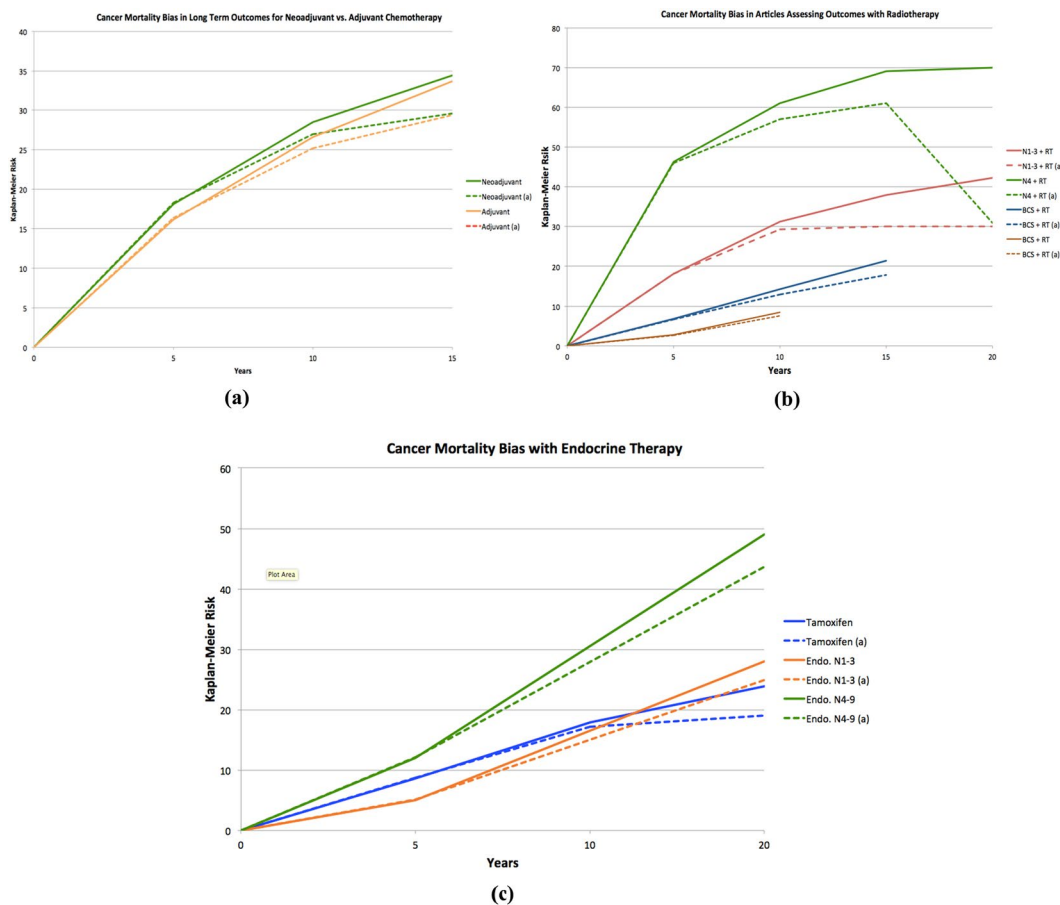 Cancer Mortality Bias in Long Term Outcomes for Neoadjuvant vs. Adjuvant Chemotherapy
40
35
30
25
20
15
10
5
0
Kaplan-Meier Risk
0 5 10 15
Years
Neoadjuvant
Neoadjuvant (a)
Adjuvant
Adjuvant (a)
(a)
Cancer Mortality Bias in Articles Assessing Outcomes with Radiotherapy
80
70
60
50
40
30
20
10
0
Kaplan-Meier Rsik
0 5 10 15 20
Years
N1-3 + RT
N1-3 + RT (a
N4 + RT
N4 + RT (a)
BCS + RT
BCS + RT (a)
BCS + RT
BCS + RT (a)
(b)
Cancer Mortality Bias with Endocrine Therapy
60
50
40
30
20
10
0
Plot Area
Kaplan-Meier Risk
0 5 10 20
Years
Tamoxifen
Tamoxifen (a)
Endo. N1-3
Endo. N1-3 (a)
Endo. N4-9
Endo. N4-9 (a)
(c)